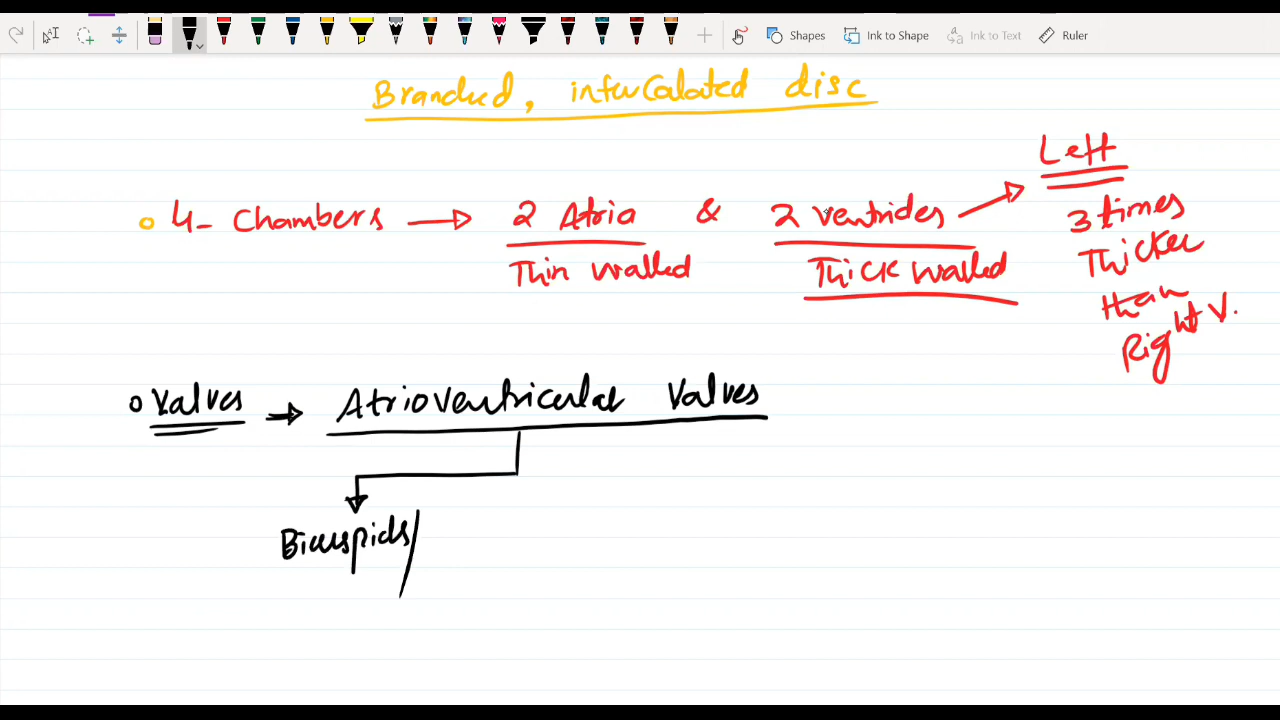 Shapes Ink to Shape Ink to Text Ruler
Branched, intercalated disc
Left
4- Chambers → 2 Atria & 2 ventricles → 3 times
Thin walled Thick walled Thicker
than
Right V.
Valves → Atrioventricular Valves
Bicuspids/